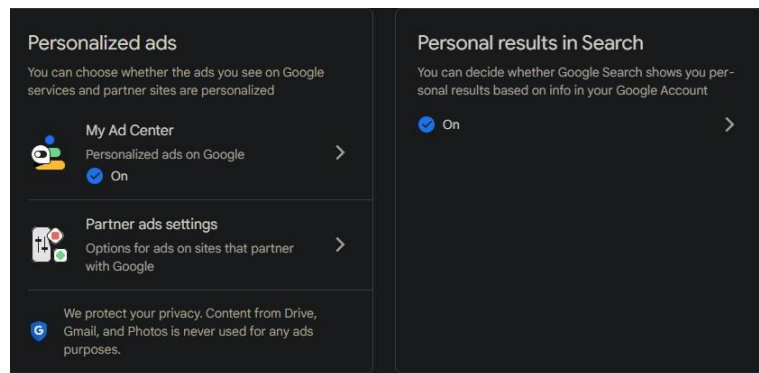 Personalized ads
You can choose whether the ads you see on Google
services and partner sites are personalized
My Ad Center
Personalized ads on Google
On
Partner ads settings
Options for ads on sites that partner
with Google
G
We protect your privacy. Content from Drive,
Gmail, and Photos is never used for any ads
purposes.
Personal results in Search
You can decide whether Google Search shows you per-
sonal results based on info in your Google Account
On